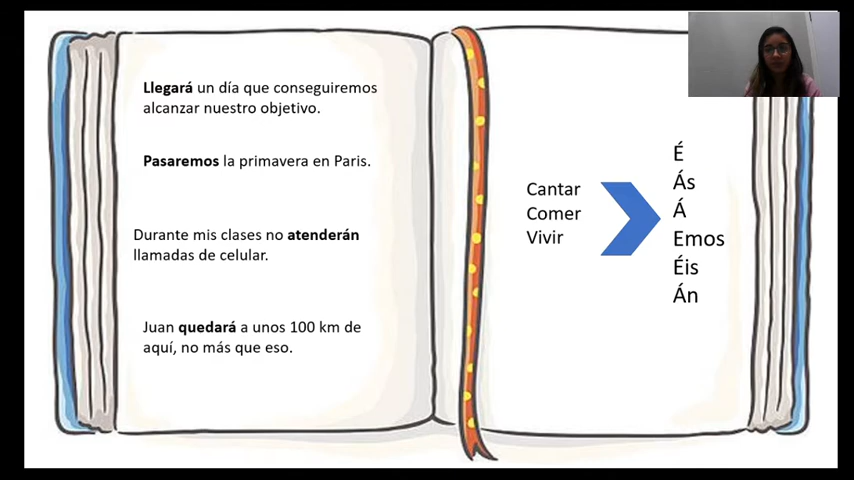 Llegará un día que conseguiremos
alcanzar nuestro objetivo.
Pasaremos la primavera en Paris.
Durante mis clases no atenderán
llamadas de celular.
Juan quedará a unos 100 km de
aquí, no más que eso.
Cantar
Comer
Vivir
É
Ás
Á
Emos
Éis
Án